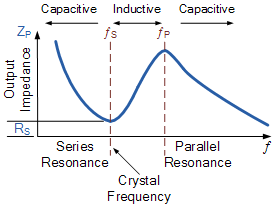 Capacitive Inductive Capacitive
ZP fS fP
Output
Impedance
RS
Series
Resonance
Parallel
Resonance
f
Crystal
Frequency